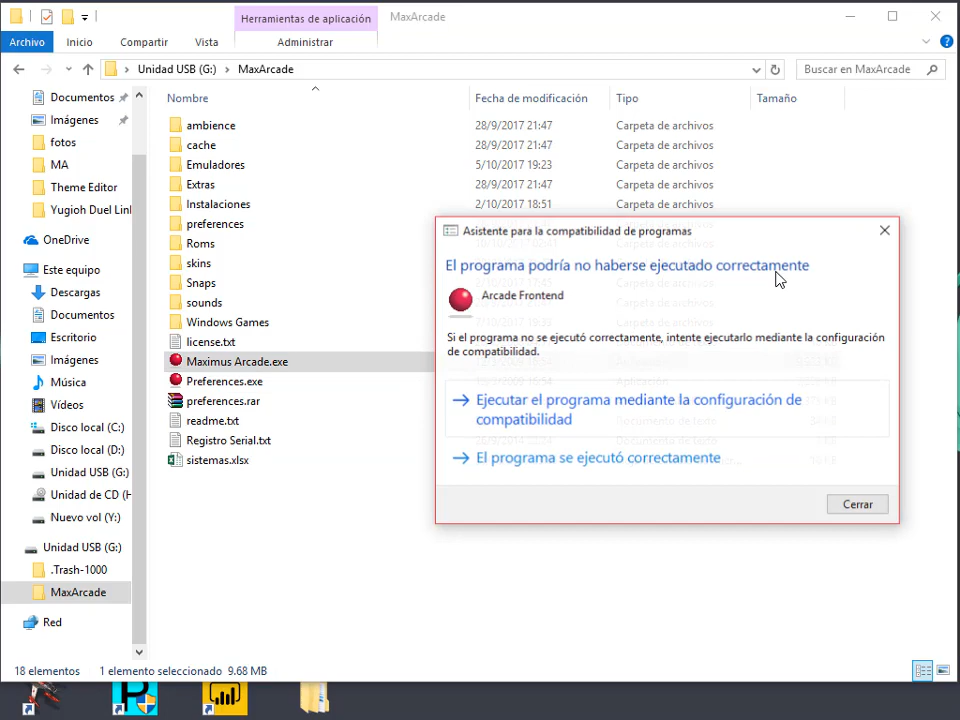 Herramientas de aplicación
MaxArcade
Archivo
Inicio
Compartir
Vista
Administrar
Unidad USB (G:) › MaxArcade
Buscar en MaxArcade
Nombre
Fecha de modificación
Tipo
Tamaño
Documentos
Imágenes
fotos
MA
Theme Editor
Yugioh Duel Lin
OneDrive
Este equipo
Descargas
Documentos
Escritorio
Imágenes
Música
Vídeos
Disco local (C:)
Disco local (D:)
Unidad USB (G:)
Unidad de CD (H
Nuevo vol (Y:)
Unidad USB (G:)
.Trash-1000
MaxArcade
Red
ambience 28/9/2017 21:47 Carpeta de archivos
cache 28/9/2017 21:47 Carpeta de archivos
Emuladores 5/10/2017 19:23 Carpeta de archivos
Extras 28/9/2017 21:47 Carpeta de archivos
Instalaciones 2/10/2017 18:51 Carpeta de archivos
preferences
Roms
skins
Snaps
sounds
Windows Games
license.txt
Maximus Arcade.exe
Preferences.exe
preferences.rar
readme.txt
Registro Serial.txt
sistemas.xlsx
Asistente para la compatibilidad de programas
El programa podría no haberse ejecutado correctamente
Arcade Frontend
Si el programa no se ejecutó correctamente, intente ejecutarlo mediante la configuración
de compatibilidad.
Ejecutar el programa mediante la configuración de
compatibilidad
El programa se ejecutó correctamente
Cerrar
18 elementos
1 elemento seleccionado 9.68 MB